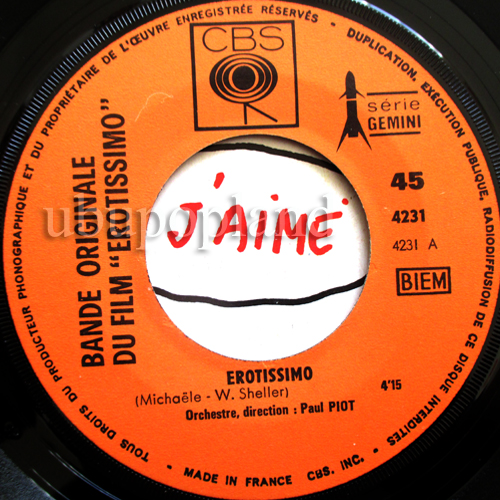 TOUS DROITS DU PRODUCTEUR PHONOGRAPHIQUE ET DU PROPRIÉTAIRE DE L'ŒUVRE ENREGISTRÉE RÉSERVÉS - DUPLICATION, EXÉCUTION PUBLIQUE, RADIODIFFUSION DE CE DISQUE INTERDITES
CBS
série
GEMINI
BANDE ORIGINALE
DU FILM "EROTISSIMO"
45
4231
4231 A
BIEM
ubupopland
J'AIME
EROTISSIMO
(Michaële - W. Sheller)
4'15
Orchestre, direction : Paul PIOT
- MADE IN FRANCE CBS. INC. -